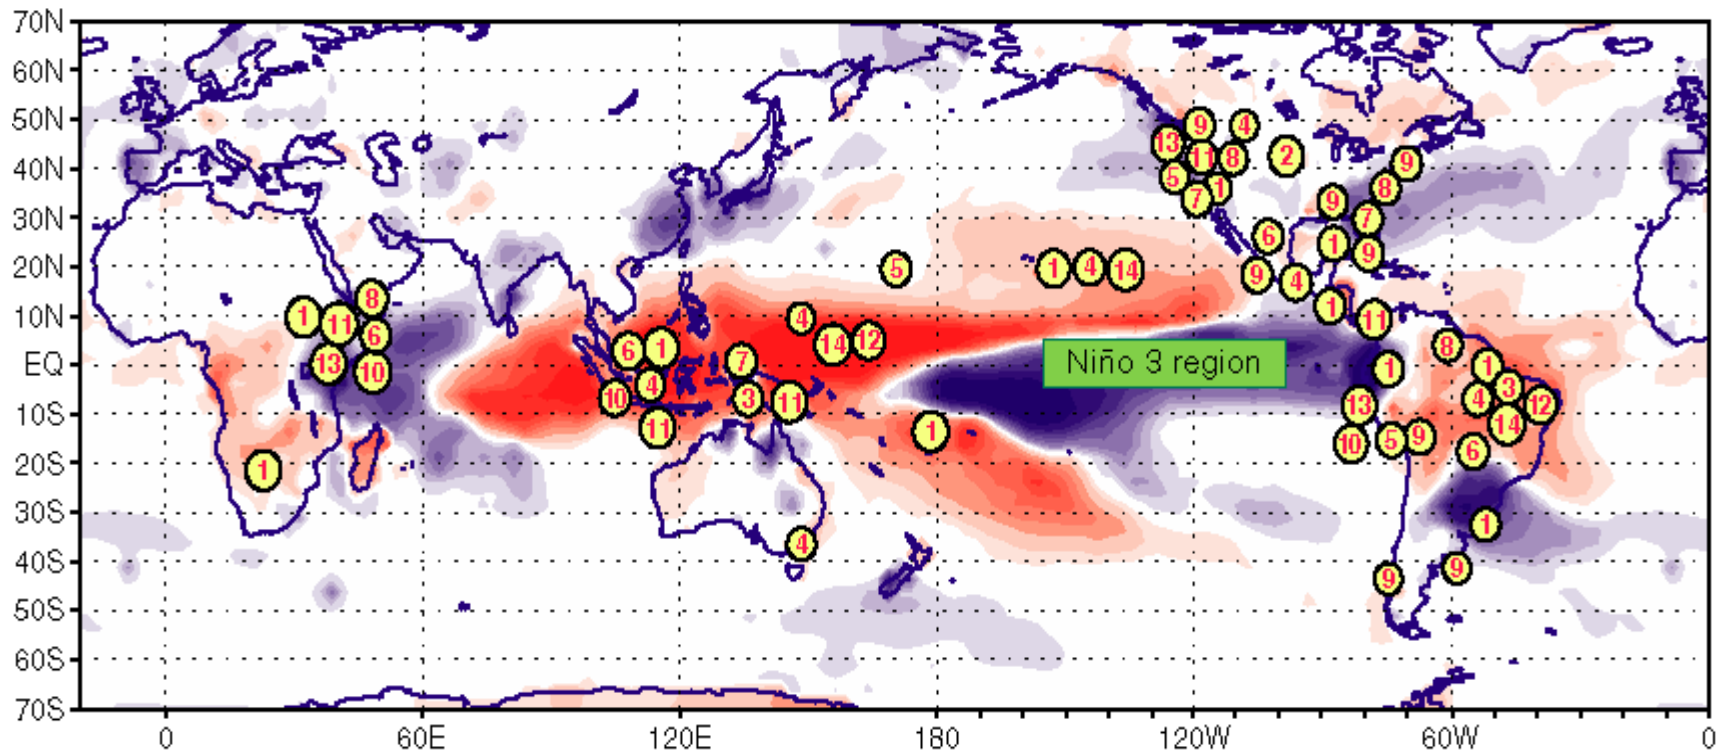 70N
60N
50N 9 4
13
11 8 2 9
40N
5 1 8
7 3
30N 7
6 1 9
20N 5 1 4 14 9 4
8 1
10N 1 11 4 11
6 14 12 8
6 1 7 Niño 3 region
EQ 13 10 1 1
4 3
10 3 11 13 4 12
10S
11 1 14
10 5 9 6
20S 1
30S 1
4
40S 9
9
50S
60S
70S
0 60E 120E 180 120W 60W 0